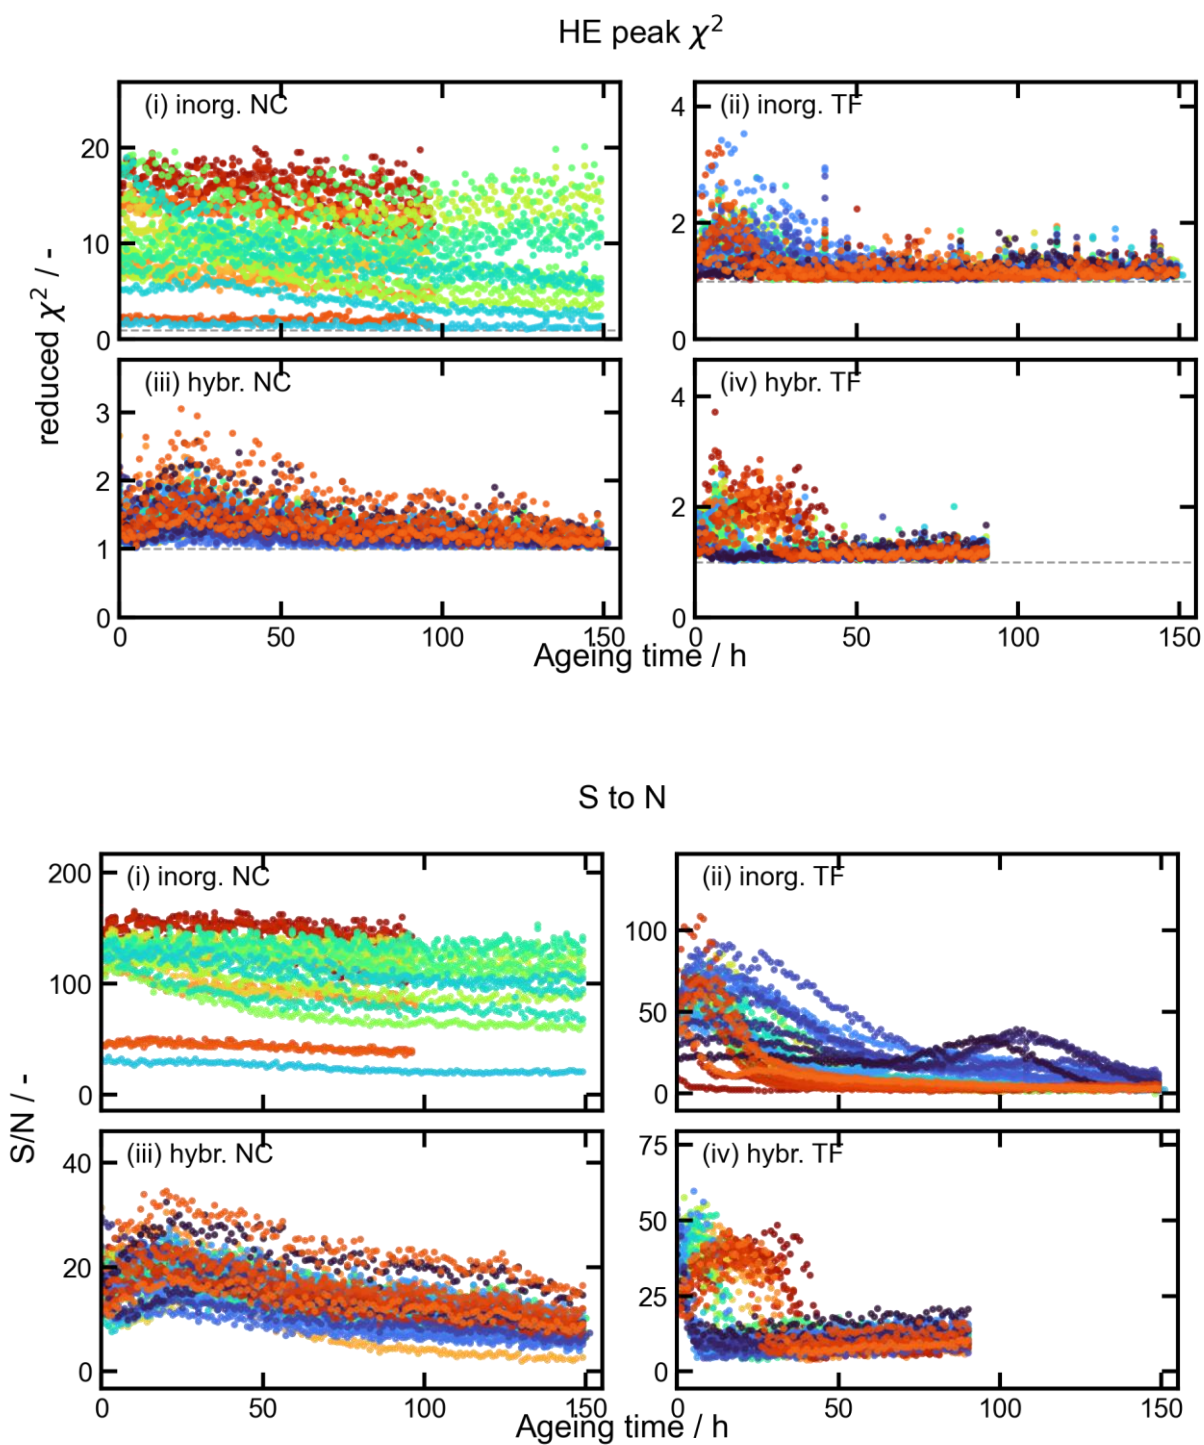 HE peak χ²
(i) inorg. NC
(ii) inorg. TF
20
10
0
4
2
0
(iii) hybr. NC
(iv) hybr. TF
3
2
1
0
4
2
0
reduced χ² / -
0 50 100 150
0 50 100 150
Ageing time / h
S to N
(i) inorg. NC
(ii) inorg. TF
200
100
0
100
50
0
(iii) hybr. NC
(iv) hybr. TF
40
20
0
75
50
25
0
S/N / -
0 50 100 150
0 50 100 150
Ageing time / h